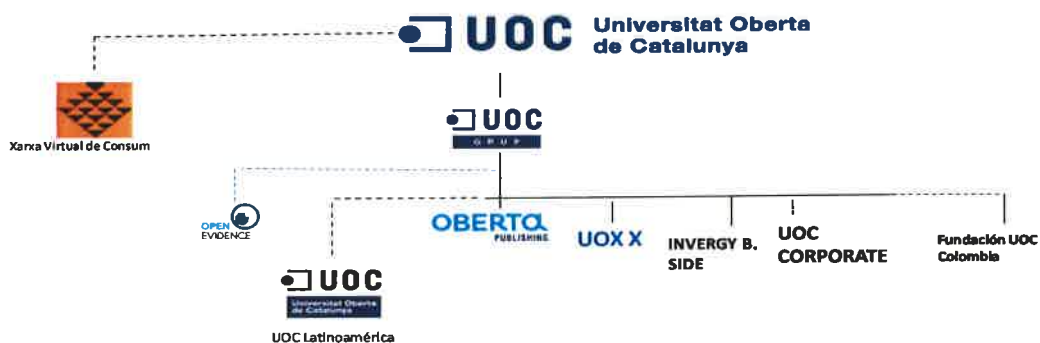 UOC Universitat Oberta
de Catalunya
Xarxa Virtual de Consum
UOC
GRUP
OPEN
EVIDENCE
OBERTA
PUBLISHING
UOX X
INVERGY B.
SIDE
UOC
CORPORATE
Fundación UOC
Colombia
UOC
Universitat Oberta
de Catalunya
UOC Latinoamérica